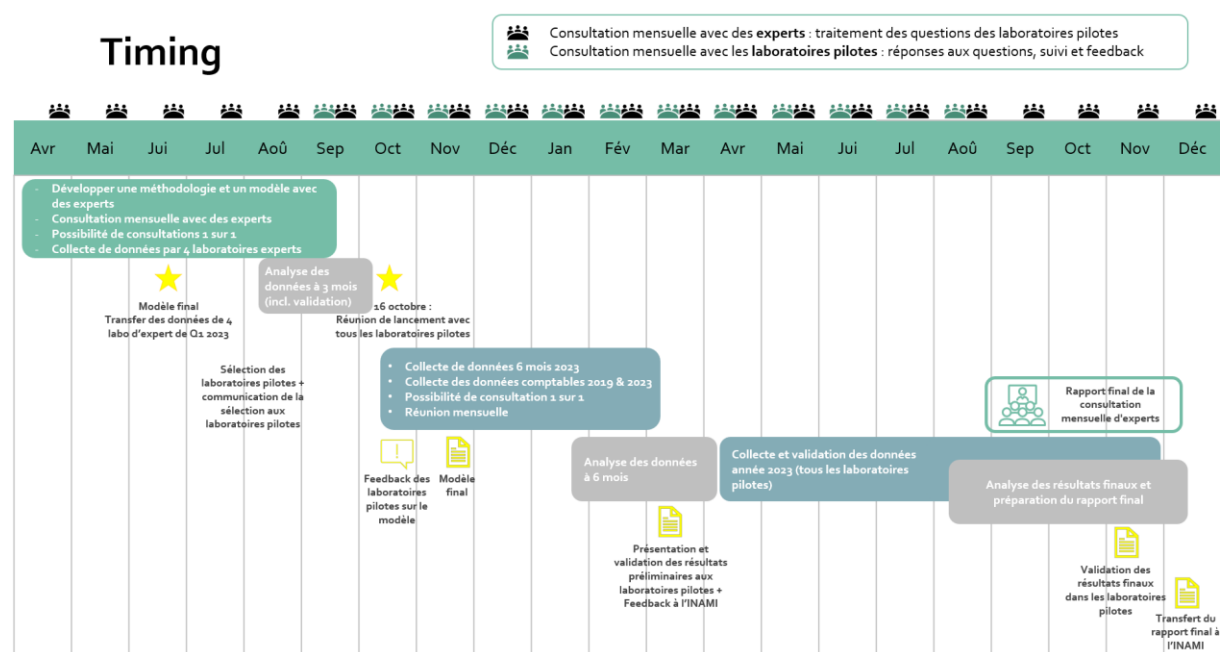 Timing
Consultation mensuelle avec des experts : traitement des questions des laboratoires pilotes
Consultation mensuelle avec les laboratoires pilotes : réponses aux questions, suivi et feedback
Avr Mai Jui Jul Aoû Sep Oct Nov Déc Jan Fév Mar Avr Mai Jui Jul Aoû Sep Oct Nov Déc
- Développer une méthodologie et un modèle avec
des experts
- Consultation mensuelle avec des experts
- Possibilité de consultations 1 sur 1
- Collecte de données par 4 laboratoires experts
Analyse des
données à 3 mois
(incl. validation)
Modèle final
Transfer des données de 4
labo d'expert de Q1 2023
16 octobre :
Réunion de lancement avec
tous les laboratoires pilotes
Sélection des
laboratoires pilotes +
communication de la
sélection aux
laboratoires pilotes
• Collecte de données 6 mois 2023
• Collecte des données comptables 2019 & 2023
• Possibilité de consultation 1 sur 1
• Réunion mensuelle
Rapport final de la
consultation
mensuelle d'experts
Feedback des
laboratoires
pilotes sur le
modèle
Modèle
final
Analyse des données
à 6 mois
Collecte et validation des données
année 2023 (tous les laboratoires
pilotes)
Analyse des résultats finaux et
préparation du rapport final
Présentation et
validation des résultats
préliminaires aux
laboratoires pilotes +
Feedback à l'INAMI
Validation des
résultats finaux
dans les laboratoires
pilotes
Transfert du
rapport final à
l'INAMI